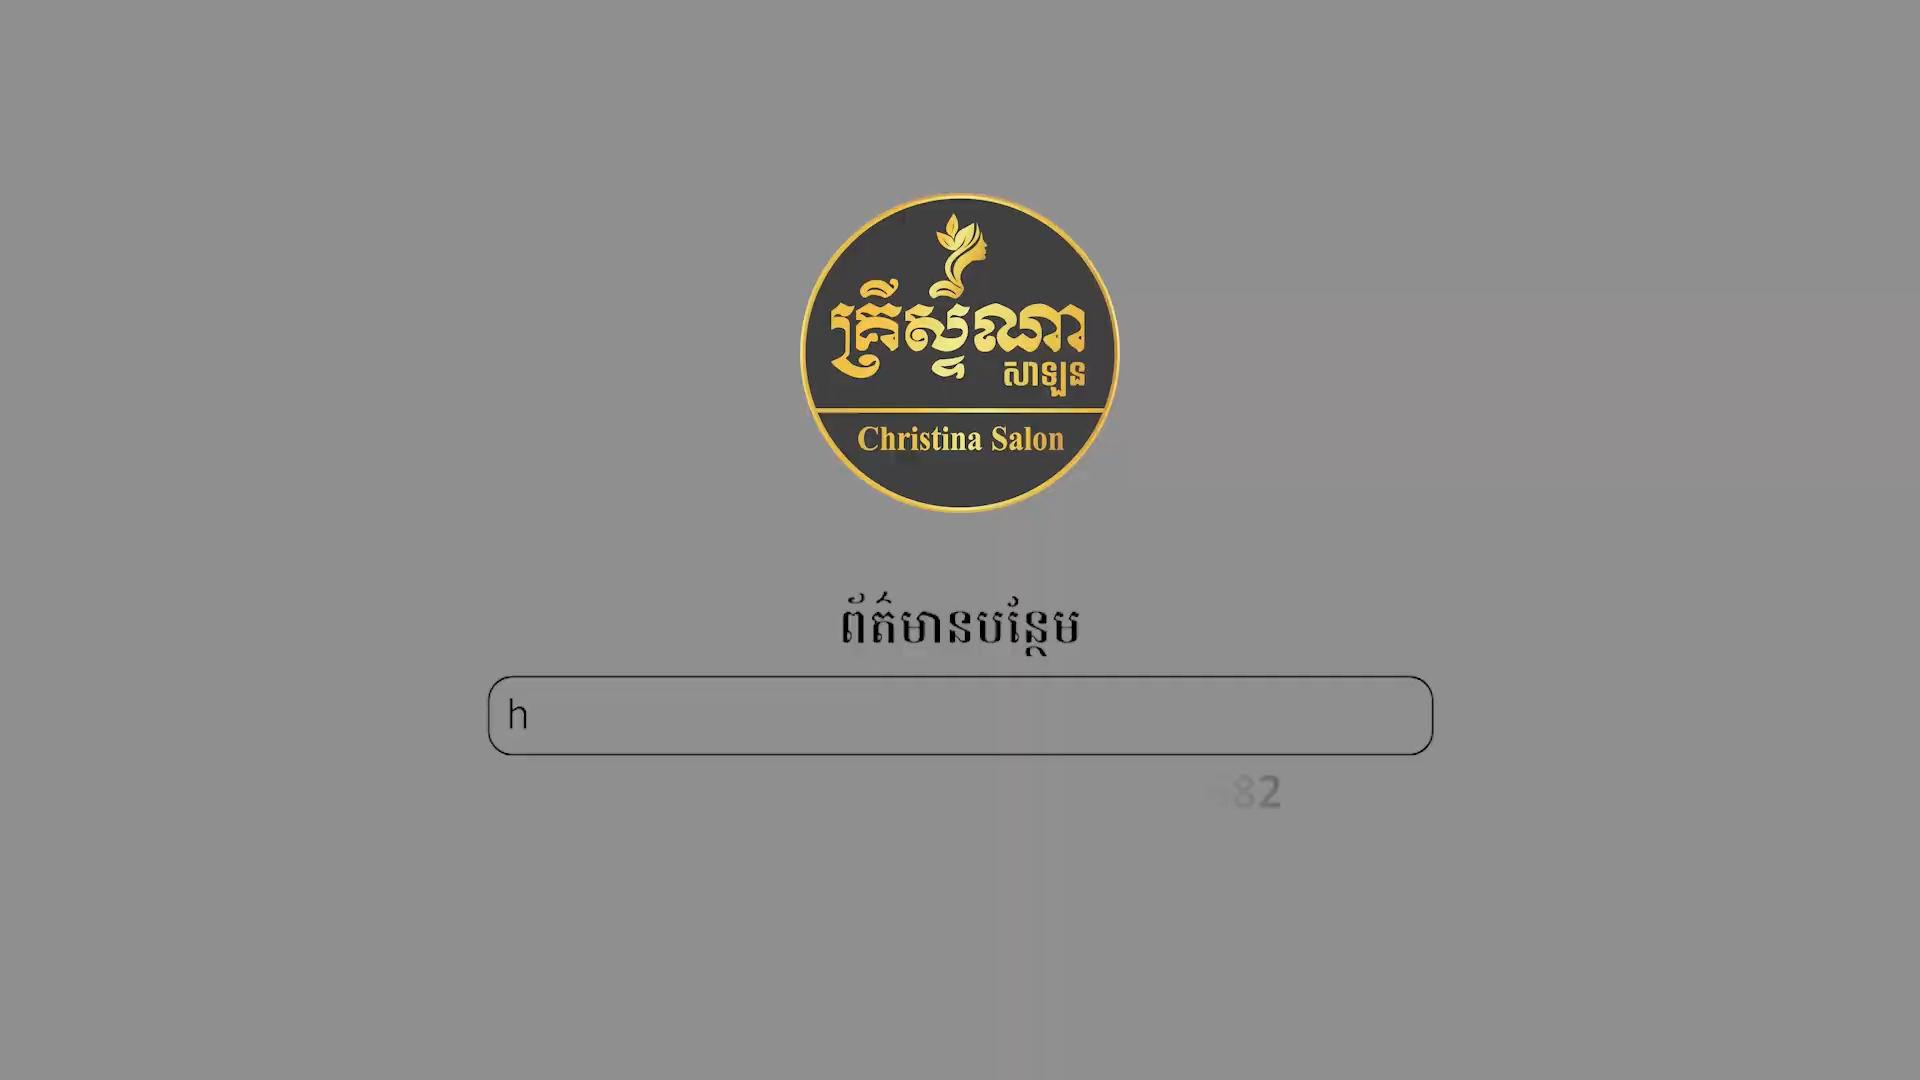 គ្រីស្ទីណា
សាឡន
Christina Salon
ព័ត៌មានបន្ថែម
h
82